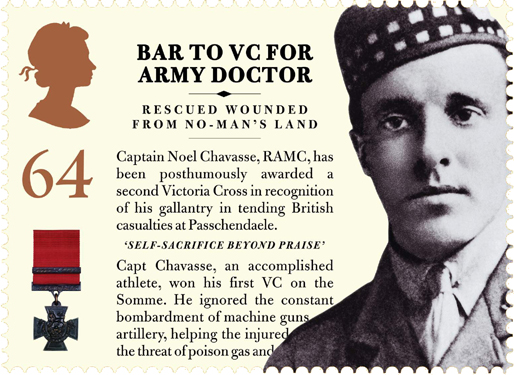 BAR TO VC FOR
ARMY DOCTOR
RESCUED WOUNDED
FROM NO-MAN'S LAND
64
Captain Noel Chavasse, RAMC, has
been posthumously awarded a
second Victoria Cross in recognition
of his gallantry in tending British
casualties at Passchendaele.
‘SELF-SACRIFICE BEYOND PRAISE’
Capt Chavasse, an accomplished
athlete, won his first VC on the
Somme. He ignored the constant
bombardment of machine guns
artillery, helping the injured
the threat of poison gas and